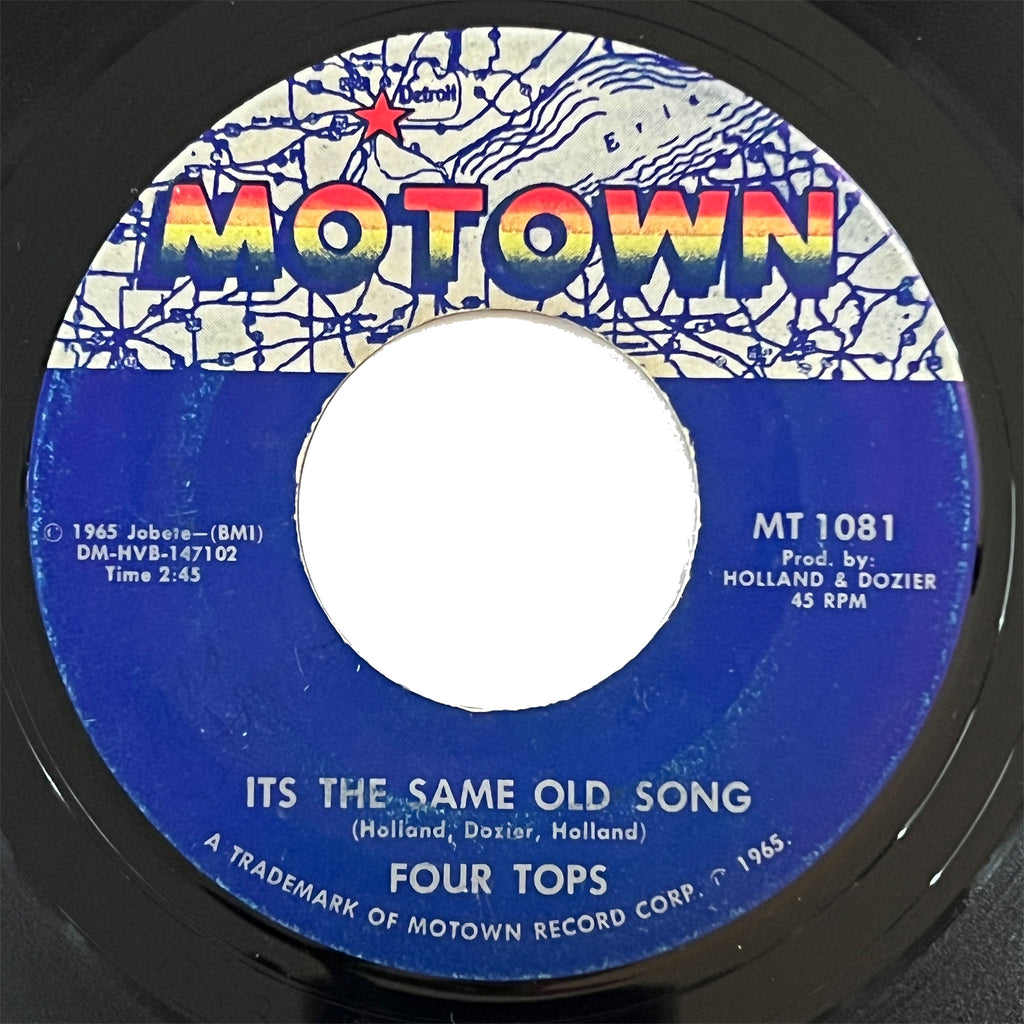 Detroit
Erie
MOTOWN
© 1965 Jobete—(BMI)
DM-HVB-147102
Time 2:45
MT 1081
Prod. by:
HOLLAND & DOZIER
45 RPM
ITS THE SAME OLD SONG
(Holland, Dozier, Holland)
FOUR TOPS
A TRADEMARK OF MOTOWN RECORD CORP. ℗ 1965.